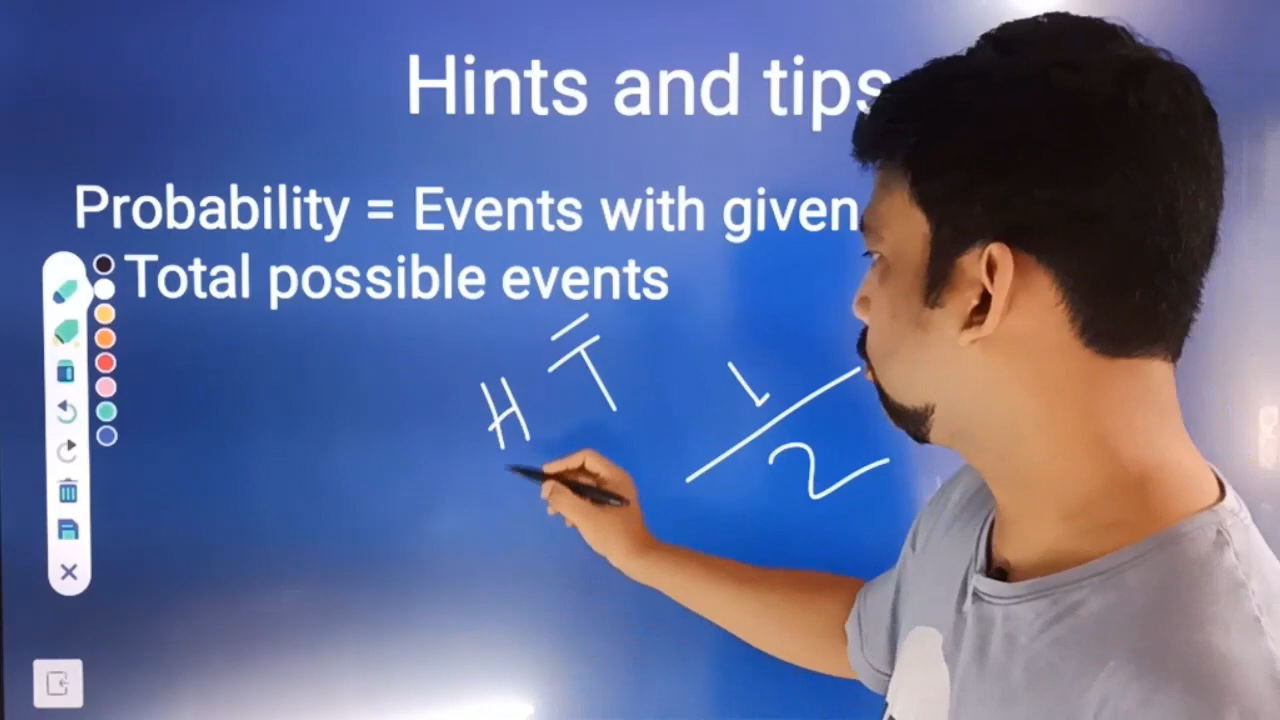 Hints and tips
Probability = Events with given
Total possible events
H T
1
2